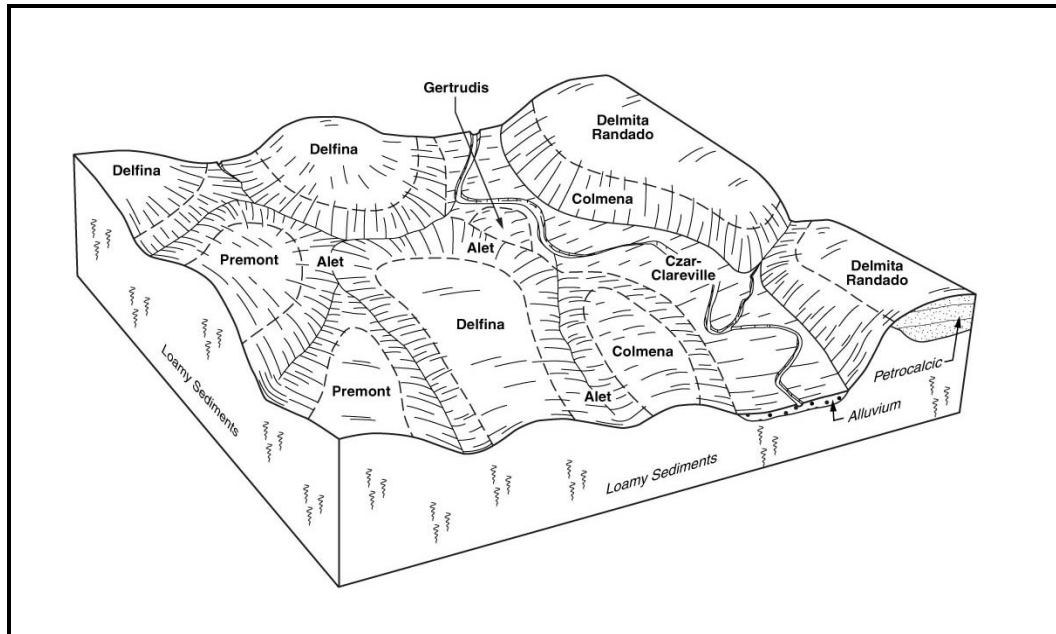 Gertrudis
Delmita
Randado
Delfina
Delfina
Colmena
Premont
Alet
Alet
Czar-
Clareville
Delmita
Randado
Delfina
Colmena
Petrocalcic
Premont
Alet
Alluvium
Loamy Sediments
Loamy Sediments